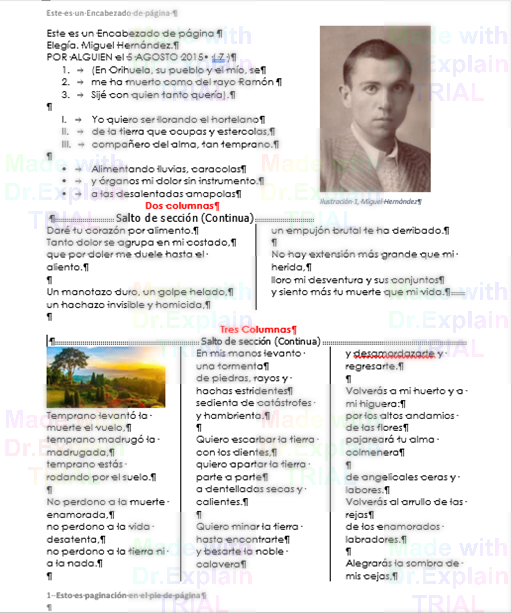 Este es un Encabezado de página¶
Este es un Encabezado de página¶
Elegía. Miguel Hernández.¶
POR ALGUIEN el 5 AGOSTO 2015• ( 7 )¶
1. → (En Orihuela, su pueblo y el mío, se¶
2. → me ha muerto como del rayo Ramón¶
3. → Sijé con quien tanto quería).¶
¶
I. → Yo quiero ser llorando el hortelano¶
II. → de la tierra que ocupas y estercolas,¶
III. → compañero del alma, tan temprano.¶
¶
• → Alimentando lluvias, caracolas¶
• → y órganos mi dolor sin instrumento.¶
• → a las desalentadas amapolas¶
Ilustración 1, Miguel Hernández¶
Dos columnas¶
¶ Salto de sección (Continua)
Daré tu corazón por alimento.¶
Tanto dolor se agrupa en mi costado,¶
que por doler me duele hasta el
aliento.¶
¶
Un manotazo duro, un golpe helado,¶
un hachazo invisible y homicida,¶
un empujón brutal te ha derribado.¶
¶
No hay extensión más grande que mi
herida,¶
lloro mi desventura y sus conjuntos¶
y siento más tu muerte que mi vida.¶
¶
Tres Columnas¶
¶ Salto de sección (Continua)
Temprano levantó la
muerte el vuelo,¶
temprano madrugó la
madrugada,¶
temprano estás
rodando por el suelo.¶
¶
No perdono a la muerte
enamorada,¶
no perdono a la vida
desatenta,¶
no perdono a la tierra ni
a la nada.¶
¶
En mis manos levanto
una tormenta¶
de piedras, rayos y
hachas estridentes¶
sedienta de catástrofes
y hambrienta.¶
¶
Quiero escarbar la tierra
con los dientes,¶
quiero apartar la tierra
parte a parte¶
a dentelladas secas y
calientes.¶
¶
Quiero minar la tierra
hasta encontrarte¶
y besarte la noble
calavera¶
y desamordazarte y
regresarte.¶
¶
Volverás a mi huerto y a
mi higuera:¶
por los altos andamios
de las flores¶
pajareará tu alma
colmenera¶
¶
de angelicales ceras y
labores.¶
Volverás al arrullo de las
rejas¶
de los enamorados
labradores.¶
¶
Alegrarás la sombra de
mis cejas,¶
1 Esto es paginación en el pie de página¶
¶
Made with
Dr.Explain
TRIAL